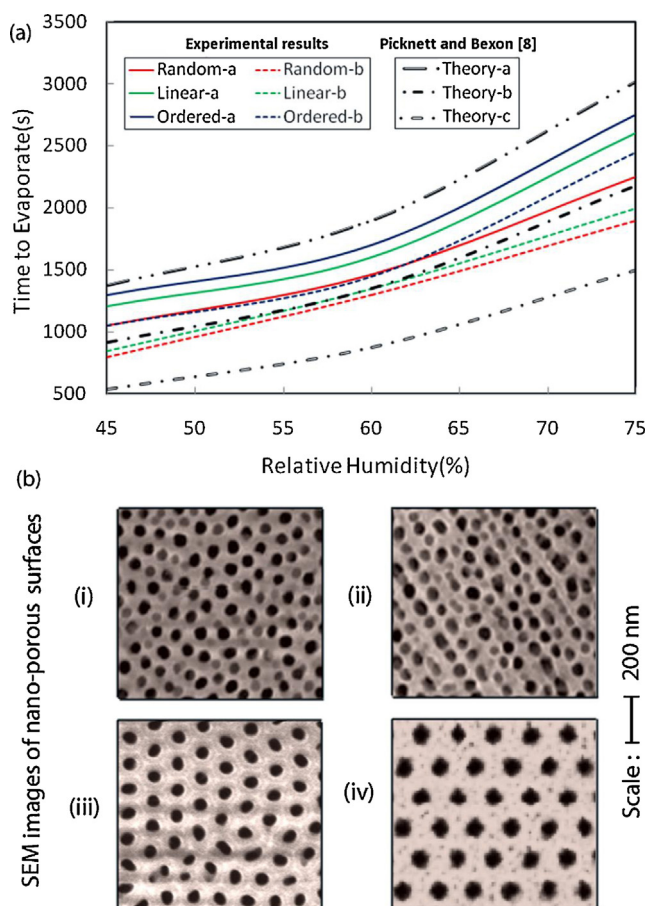 (a)
3500
3000
2500
2000
1500
1000
500
Time to Evaporate(s)
Experimental results
Random-a Random-b
Linear-a Linear-b
Ordered-a Ordered-b
Picknett and Bexon [8]
Theory-a
Theory-b
Theory-c
45 50 55 60 65 70 75
Relative Humidity(%)
(b)
SEM images of nano-porous surfaces
(i)
(ii)
(iii)
(iv)
Scale : 200 nm